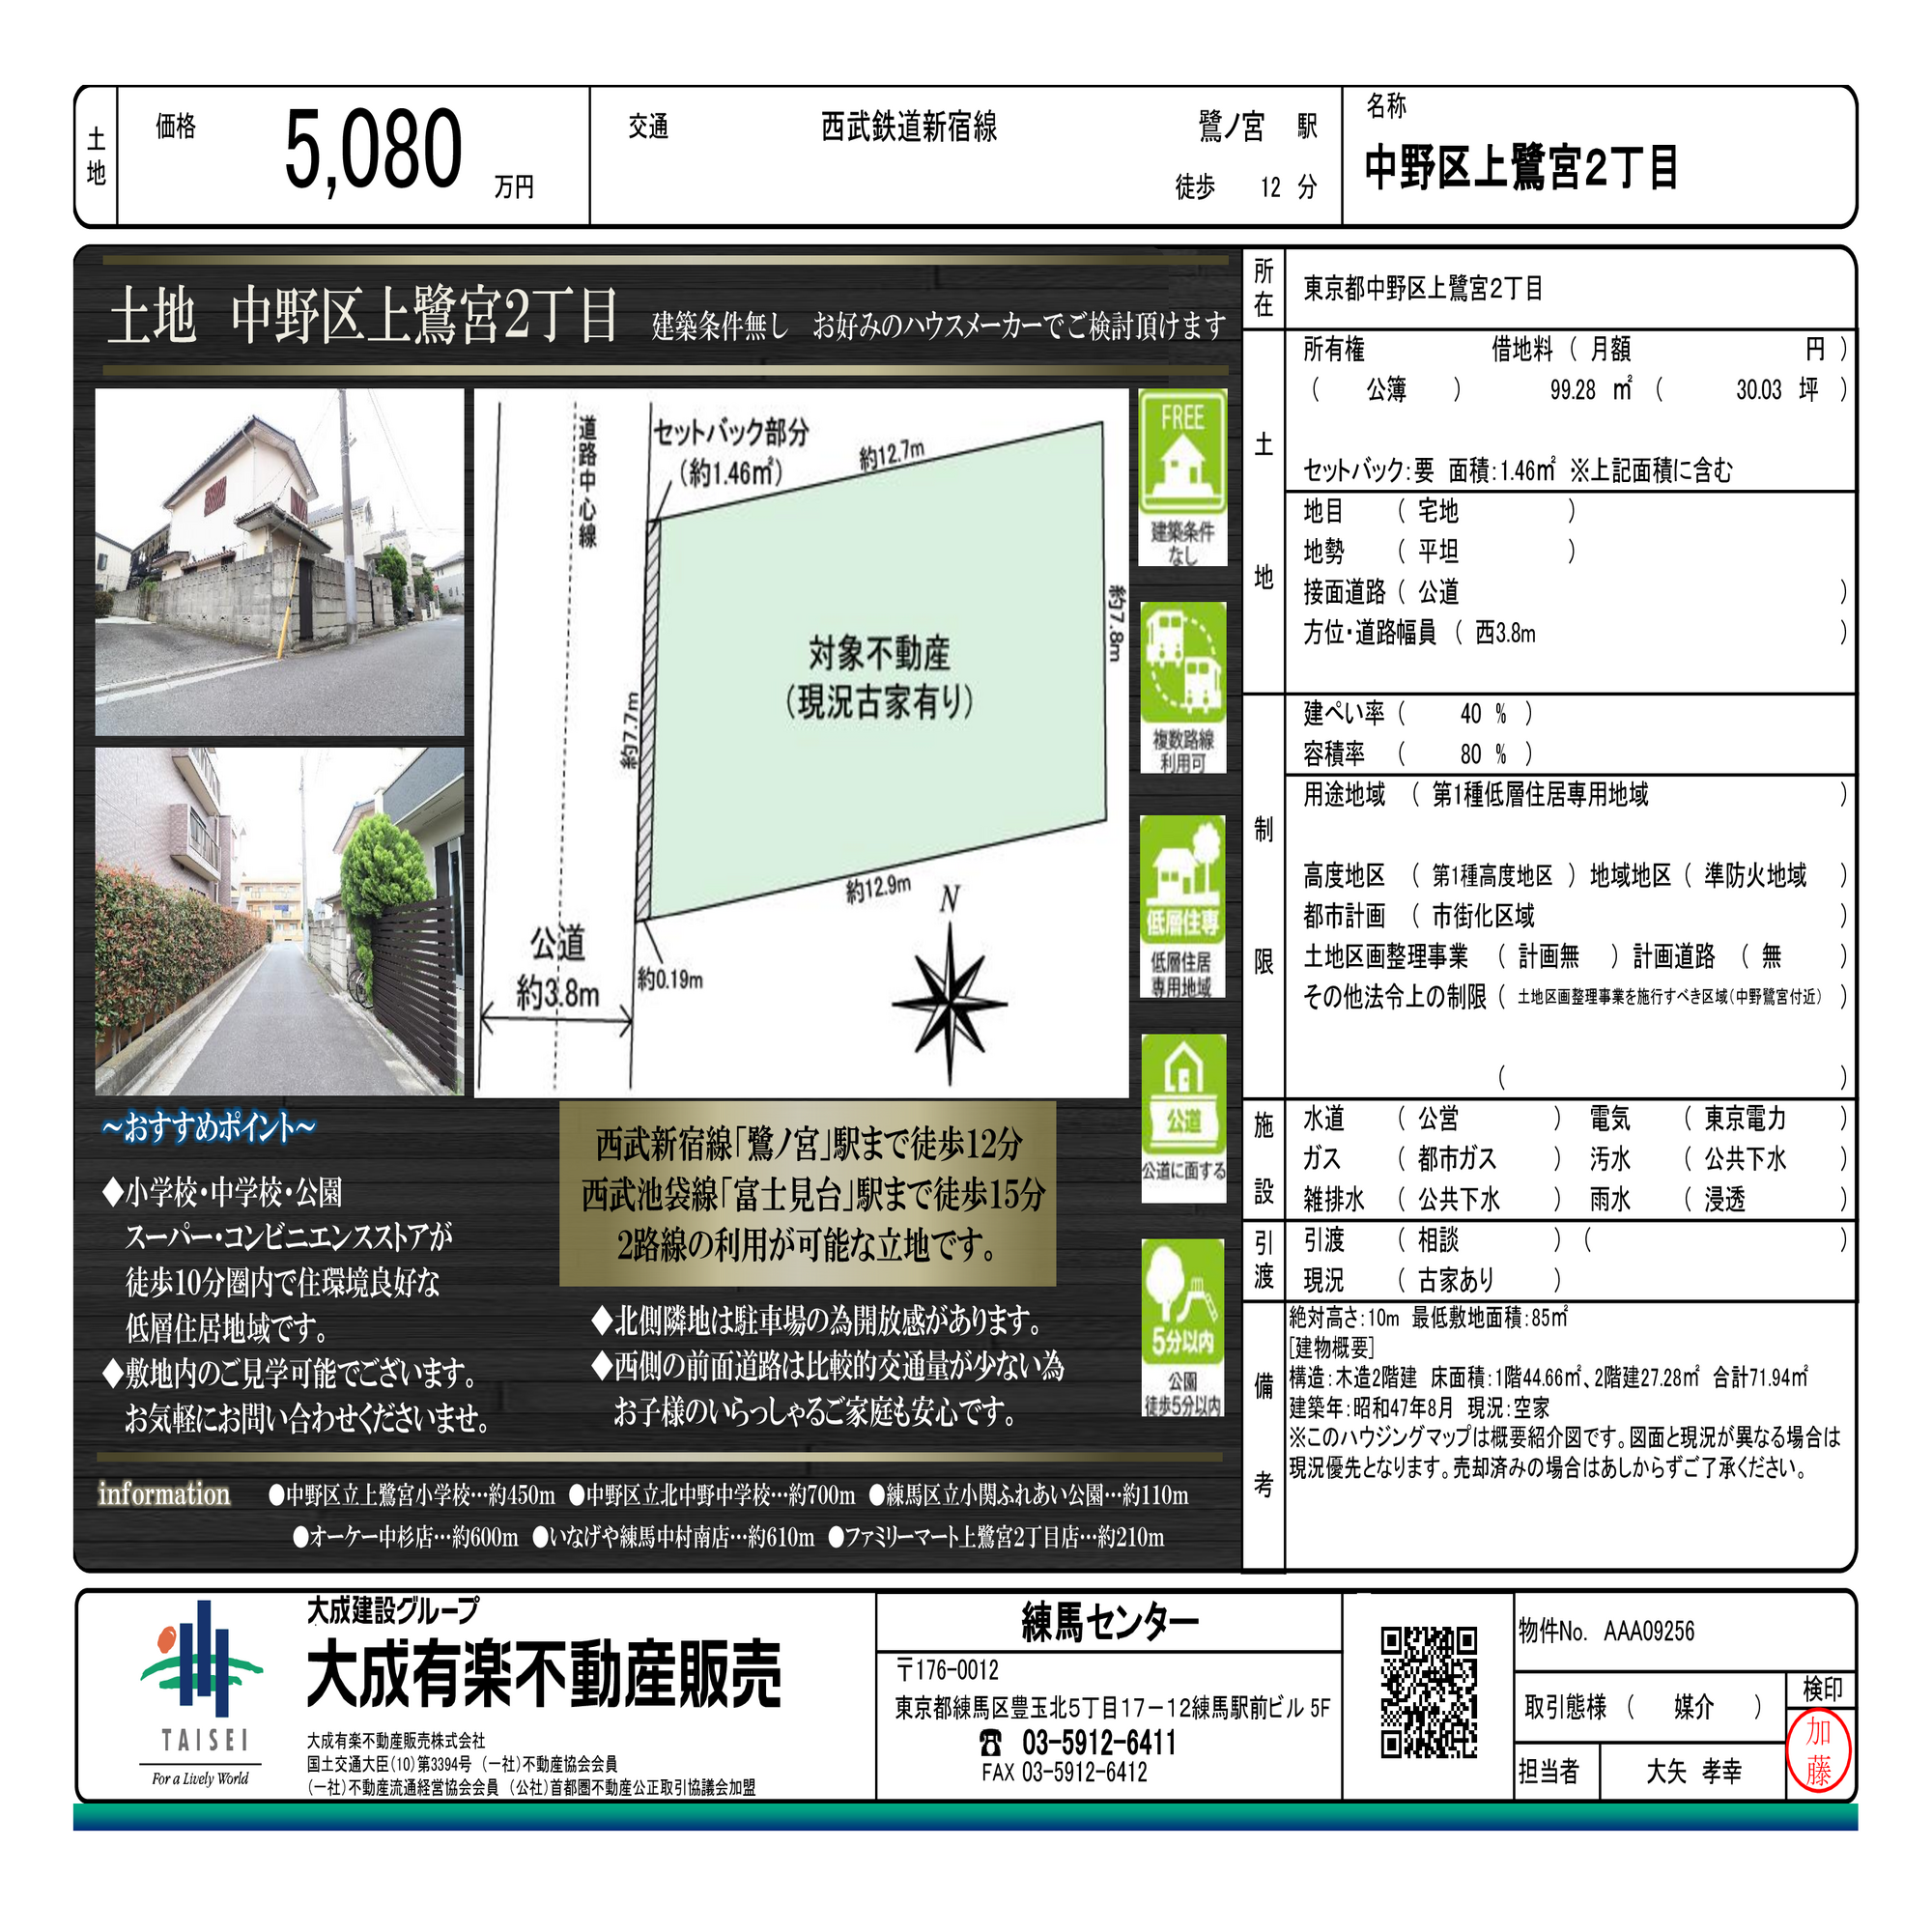 土地
価格 5,080 万円
交通 西武鉄道新宿線 鷺ノ宮 駅
徒歩 12 分
名称
中野区上鷺宮2丁目
土地 中野区上鷺宮2丁目 建築条件無し お好みのハウスメーカーでご検討頂けます
道路中心線
セットバック部分
(約1.46㎡)
約12.7m
約7.8m
対象不動産
(現況古家有り)
約7.7m
約12.9m
N
公道
約3.8m
約0.19m
FREE
建築条件
なし
複数路線
利用可
低層住専
低層住居
専用地域
公道
公道に面する
5分以内
公園
徒歩5分以内
~おすすめポイント~
◆小学校・中学校・公園
スーパー・コンビニエンスストアが
徒歩10分圏内で住環境良好な
低層住居地域です。
◆敷地内のご見学可能でございます。
お気軽にお問い合わせくださいませ。
西武新宿線「鷺ノ宮」駅まで徒歩12分
西武池袋線「富士見台」駅まで徒歩15分
2路線の利用が可能な立地です。
◆北側隣地は駐車場の為開放感があります。
◆西側の前面道路は比較的交通量が少ない為
お子様のいらっしゃるご家庭も安心です。
information ●中野区立上鷺宮小学校…約450m ●中野区立北中野中学校…約700m ●練馬区立小関ふれあい公園…約110m
●オーケー中杉店…約600m ●いなげや練馬中村南店…約610m ●ファミリーマート上鷺宮2丁目店…約210m
所在 東京都中野区上鷺宮2丁目
土地
所有権 借地料 ( 月額 円 )
( 公簿 ) 99.28 ㎡ ( 30.03 坪 )
セットバック:要 面積:1.46㎡ ※上記面積に含む
地目 ( 宅地 )
地勢 ( 平坦 )
接面道路 ( 公道 )
方位・道路幅員 ( 西3.8m )
制限
建ぺい率 ( 40 % )
容積率 ( 80 % )
用途地域 ( 第1種低層住居専用地域 )
高度地区 ( 第1種高度地区 ) 地域地区 ( 準防火地域 )
都市計画 ( 市街化区域 )
土地区画整理事業 ( 計画無 ) 計画道路 ( 無 )
その他法令上の制限 ( 土地区画整理事業を施行すべき区域(中野鷺宮付近) )
( )
施設
水道 ( 公営 ) 電気 ( 東京電力 )
ガス ( 都市ガス ) 汚水 ( 公共下水 )
雑排水 ( 公共下水 ) 雨水 ( 浸透 )
引渡
引渡 ( 相談 ) ( )
現況 ( 古家あり )
備考
絶対高さ:10m 最低敷地面積:85㎡
[建物概要]
構造:木造2階建 床面積:1階44.66㎡、2階建27.28㎡ 合計71.94㎡
建築年:昭和47年8月 現況:空家
※このハウジングマップは概要紹介図です。図面と現況が異なる場合は
現況優先となります。売却済みの場合はあしからずご了承ください。
TAISEI
For a Lively World
大成建設グループ
大成有楽不動産販売
大成有楽不動産販売株式会社
国土交通大臣(10)第3394号 (一社)不動産協会会員
(一社)不動産流通経営協会会員 (公社)首都圏不動産公正取引協議会加盟
練馬センター
〒176-0012
東京都練馬区豊玉北5丁目17-12練馬駅前ビル 5F
☎ 03-5912-6411
FAX 03-5912-6412
物件No. AAA09256
取引態様 ( 媒介 )
検印
加藤
担当者 大矢 孝幸